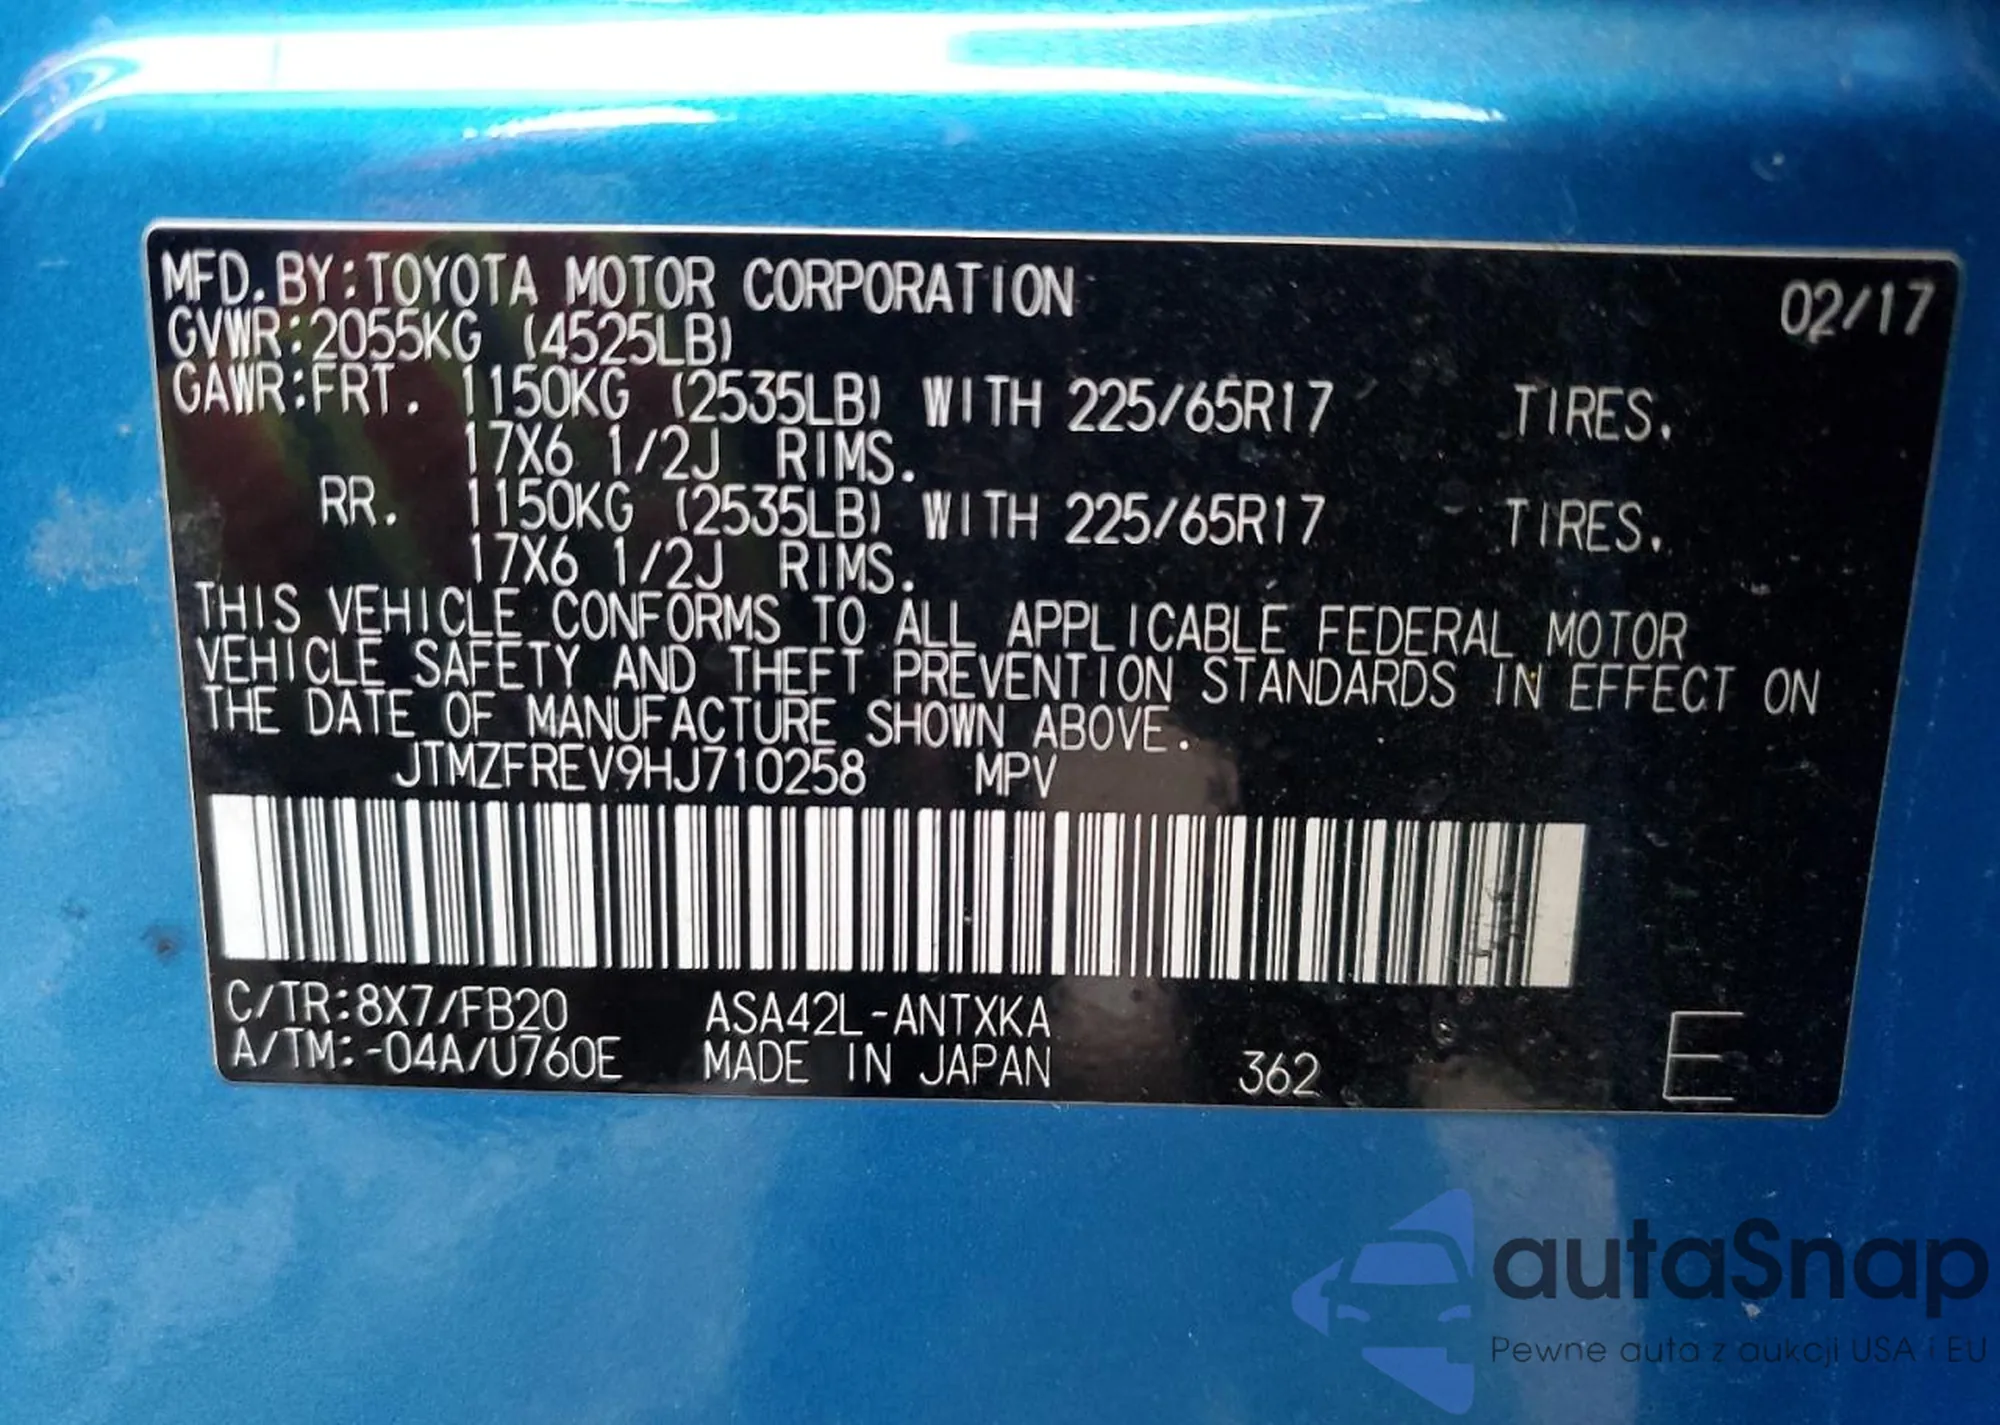 MFD. BY: TOYOTA MOTOR CORPORATION 02/17
GVWR: 2055KG (4525LB)
GAWR: FRT. 1150KG (2535LB) WITH 225/65R17 TIRES.
17X6 1/2J RIMS.
RR. 1150KG (2535LB) WITH 225/65R17 TIRES.
17X6 1/2J RIMS.
THIS VEHICLE CONFORMS TO ALL APPLICABLE FEDERAL MOTOR
VEHICLE SAFETY AND THEFT PREVENTION STANDARDS IN EFFECT ON
THE DATE OF MANUFACTURE SHOWN ABOVE.
JTMZFREV9HJ710258 MPV
C/TR: 8X7/FB20 ASA42L-ANTXKA
A/TM: -04A/U760E MADE IN JAPAN 362 E
autaSnap
Pewne auta z aukcji USA i EU